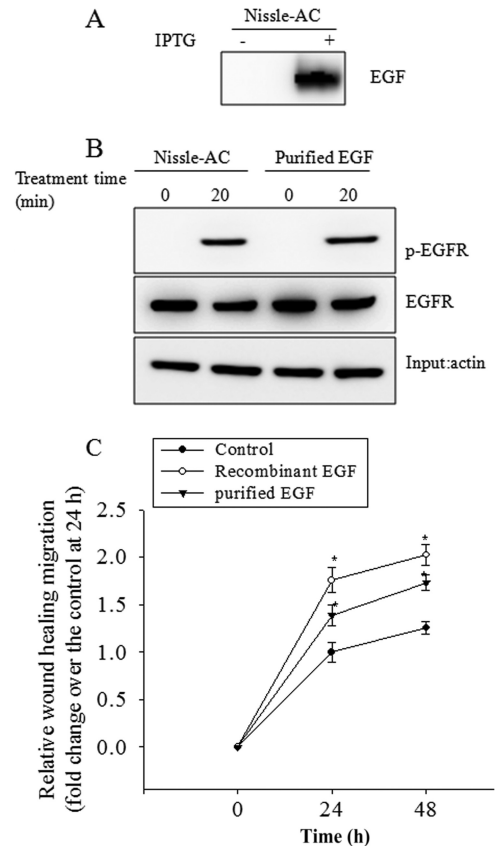 A
Nissle-AC
IPTG - +
EGF
B
Nissle-AC Purified EGF
Treatment time
(min)
0 20 0 20
p-EGFR
EGFR
Input:actin
C
Control
Recombinant EGF
purified EGF
Relative wound healing migration
(fold change over the control at 24 h)
2.5
2.0
1.5
1.0
0.5
0.0
*
*
*
*
0 24 48
Time (h)